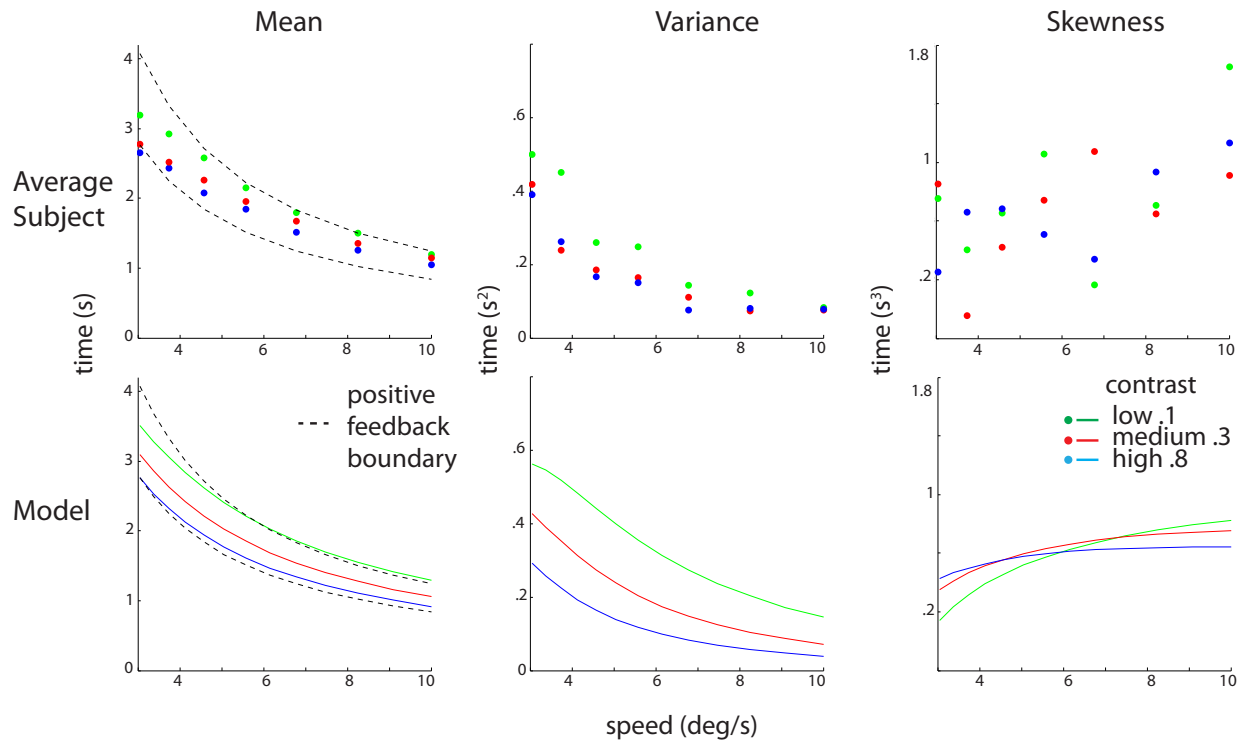 Mean
Variance
Skewness
Average
Subject
time (s)
4
3
2
1
0
4
6
8
10
time (s²)
.6
.4
.2
0
4
6
8
10
time (s³)
1.8
1
.2
4
6
8
10
Model
4
3
2
1
0
4
6
8
10
positive
feedback
boundary
.6
.4
.2
0
4
6
8
10
1.8
1
.2
4
6
8
10
contrast
low .1
medium .3
high .8
speed (deg/s)